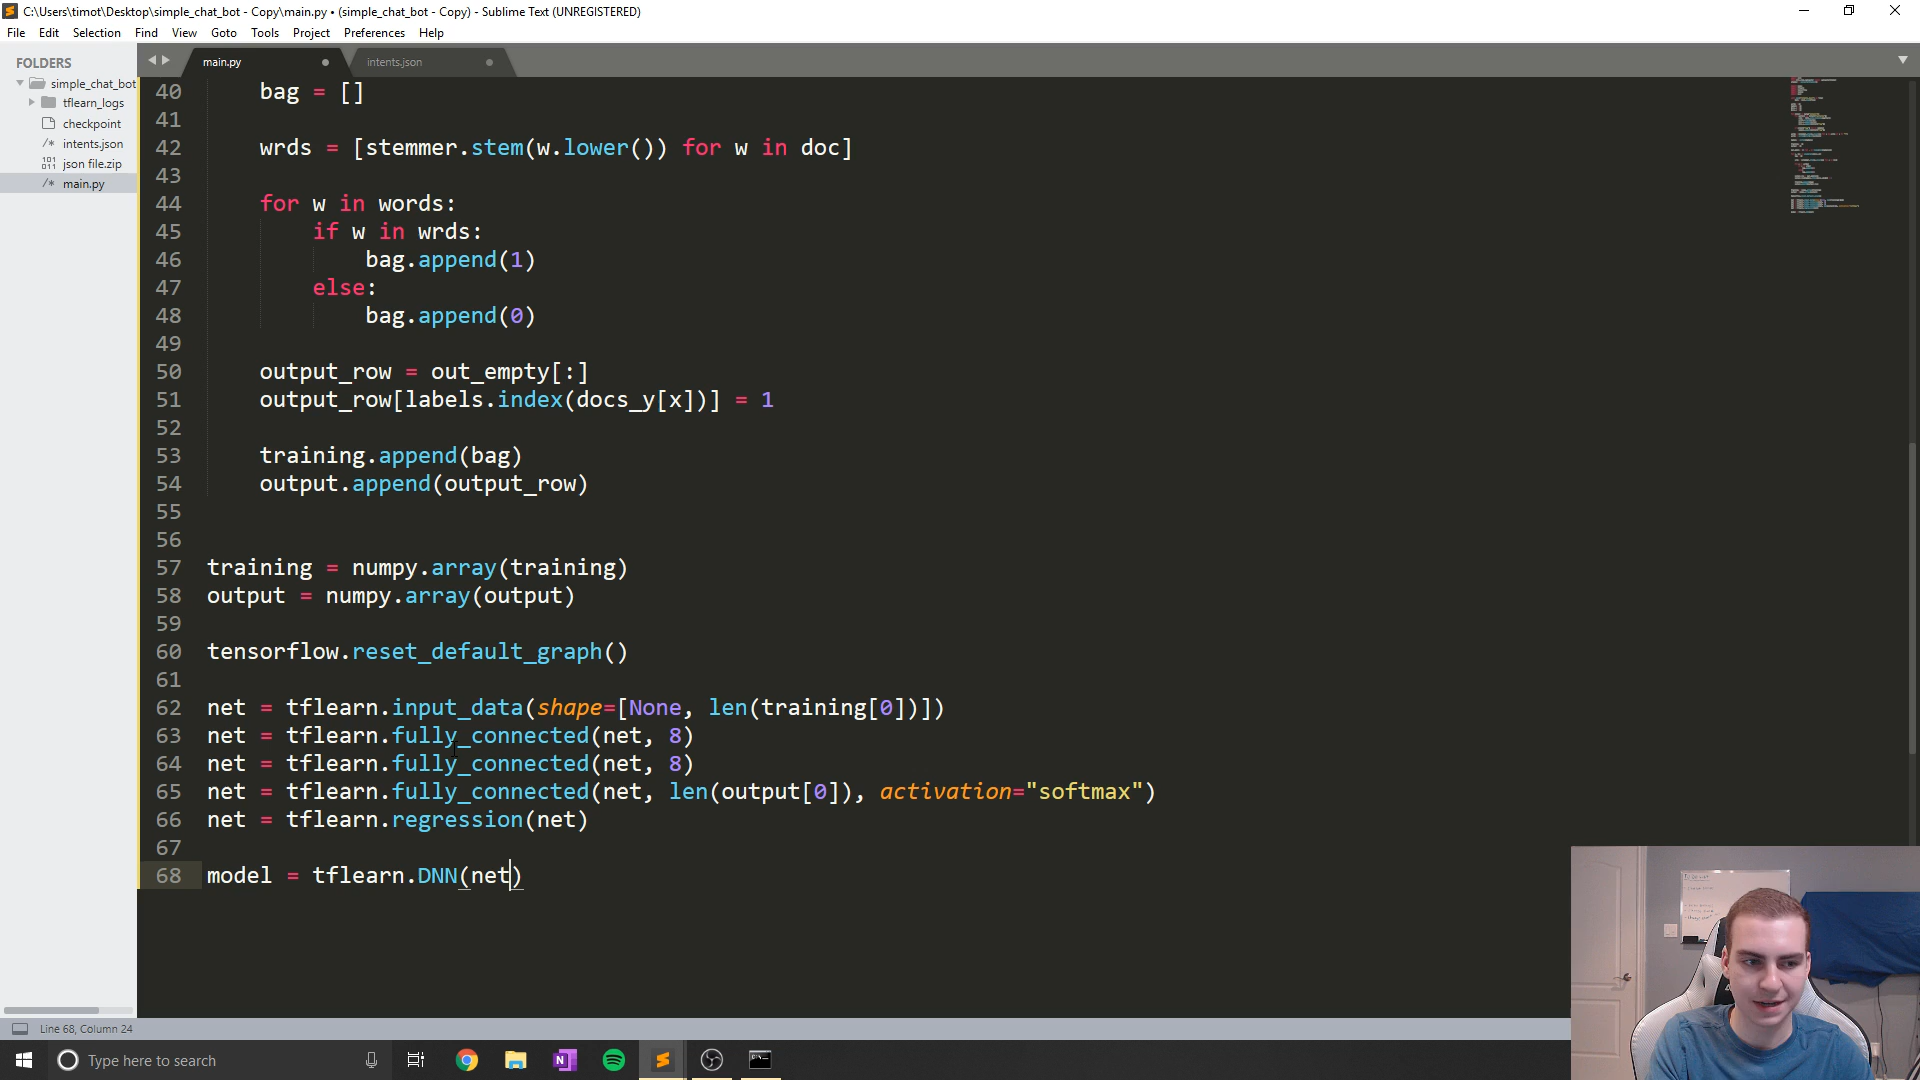 C:\Users\timot\Desktop\simple_chat_bot - Copy\main.py • (simple_chat_bot - Copy) - Sublime Text (UNREGISTERED)
File Edit Selection Find View Goto Tools Project Preferences Help
FOLDERS
simple_chat_bot
tflearn_logs
checkpoint
/* intents.json
json file.zip
/* main.py
main.py
intents.json
40 bag = []
41
42 wrds = [stemmer.stem(w.lower()) for w in doc]
43
44 for w in words:
45 if w in wrds:
46 bag.append(1)
47 else:
48 bag.append(0)
49
50 output_row = out_empty[:]
51 output_row[labels.index(docs_y[x])] = 1
52
53 training.append(bag)
54 output.append(output_row)
55
56
57 training = numpy.array(training)
58 output = numpy.array(output)
59
60 tensorflow.reset_default_graph()
61
62 net = tflearn.input_data(shape=[None, len(training[0])])
63 net = tflearn.fully_connected(net, 8)
64 net = tflearn.fully_connected(net, 8)
65 net = tflearn.fully_connected(net, len(output[0]), activation="softmax")
66 net = tflearn.regression(net)
67
68 model = tflearn.DNN(net)
Line 68, Column 24
Type here to search